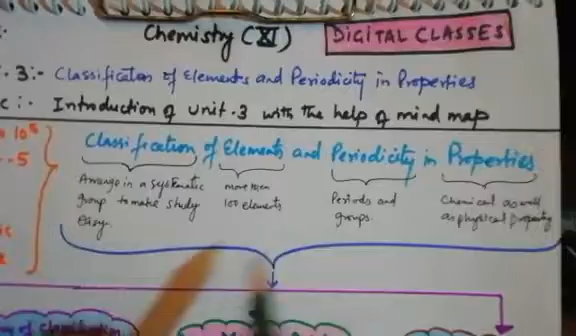 Chemistry (XI) DIGITAL CLASSES
3:- Classification of Elements and Periodicity in Properties
c:- Introduction of Unit-3 with the help of mind map
Classification of Elements and Periodicity in Properties
Arrange in a systematic group to make study easy.
more than 100 elements
Periods and groups
Chemical as well as physical property
of Classification